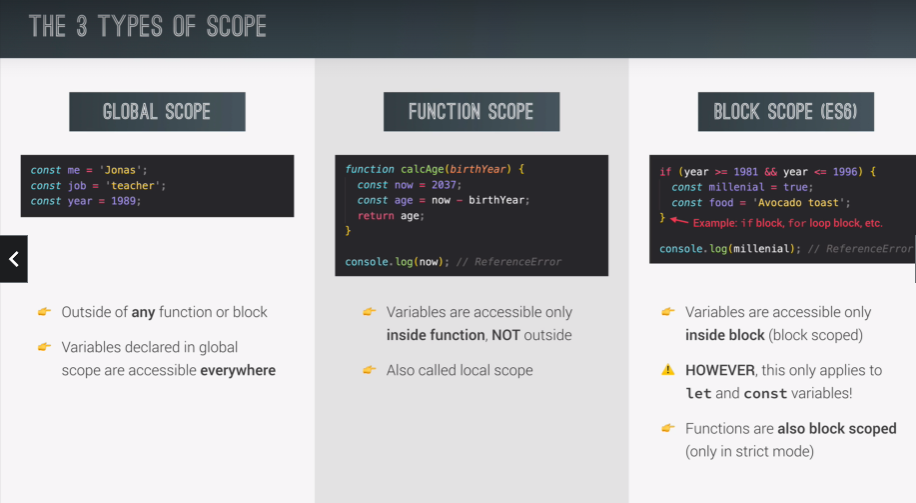 THE 3 TYPES OF SCOPE
GLOBAL SCOPE
const me = 'Jonas';
const job = 'teacher';
const year = 1989;
Outside of any function or block
Variables declared in global
scope are accessible everywhere
FUNCTION SCOPE
function calcAge(birthYear) {
const now = 2037;
const age = now − birthYear;
return age;
}
console.log(now); // ReferenceError
Variables are accessible only
inside function, NOT outside
Also called local scope
BLOCK SCOPE (ES6)
if (year >= 1981 && year <= 1996) {
const millenial = true;
const food = 'Avocado toast';
} Example: if block, for loop block, etc.
console.log(millenial); // ReferenceError
Variables are accessible only
inside block (block scoped)
HOWEVER, this only applies to
let and const variables!
Functions are also block scoped
(only in strict mode)